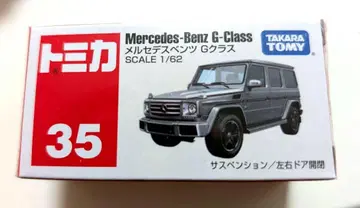 トミカ
35
Mercedes-Benz G-Class
メルセデスベンツ Gクラス
SCALE 1/62
TAKARA
TOMY
サスペンション/左右ドア開閉